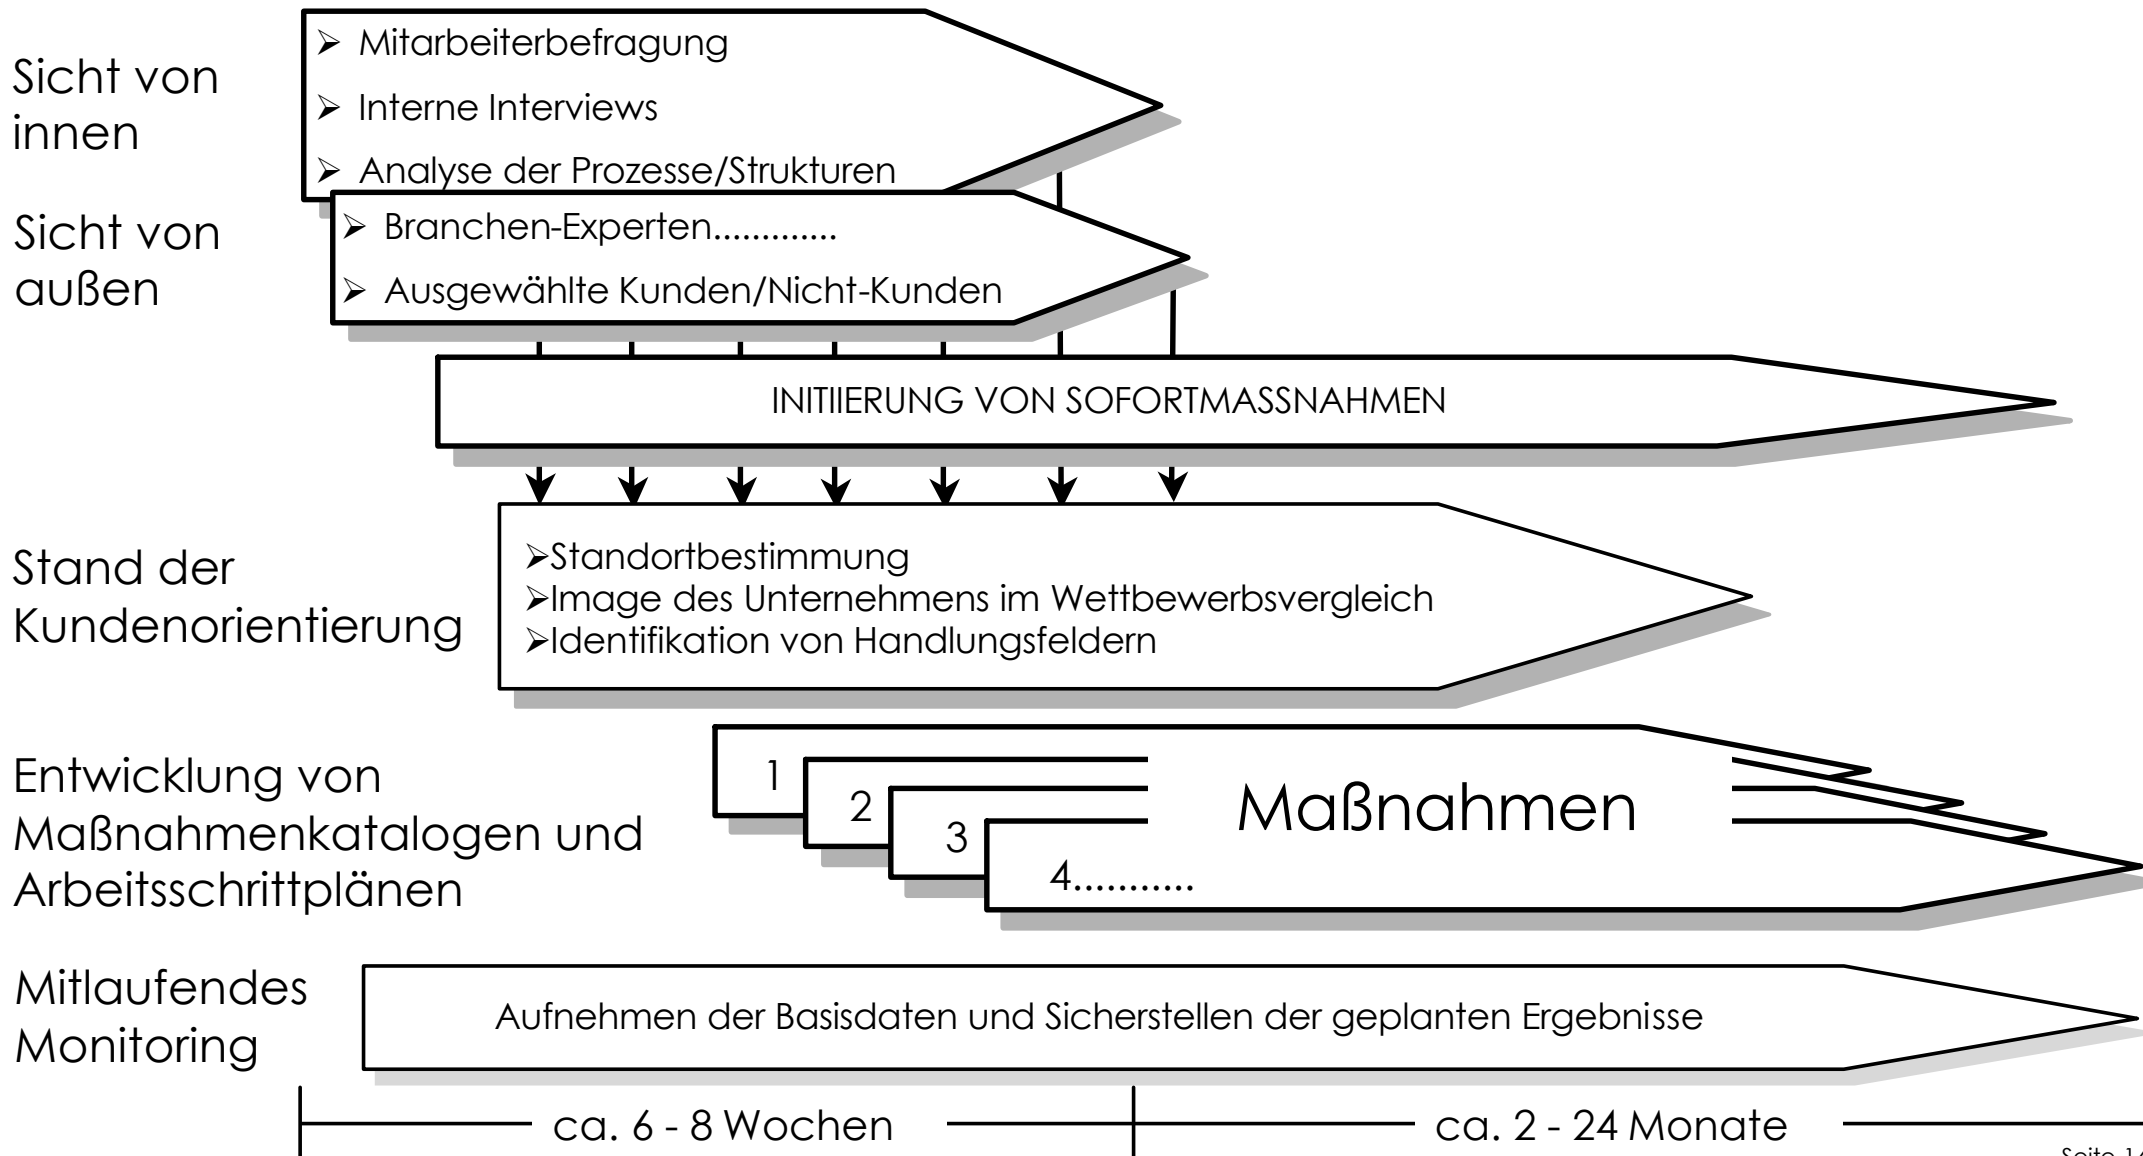 Sicht von
innen
➢ Mitarbeiterbefragung
➢ Interne Interviews
➢ Analyse der Prozesse/Strukturen
Sicht von
außen
➢ Branchen-Experten.............
➢ Ausgewählte Kunden/Nicht-Kunden
INITIIERUNG VON SOFORTMASSNAHMEN
Stand der
Kundenorientierung
➢Standortbestimmung
➢Image des Unternehmens im Wettbewerbsvergleich
➢Identifikation von Handlungsfeldern
Entwicklung von
Maßnahmenkatalogen und
Arbeitsschrittplänen
1
2
3
4...........
Maßnahmen
Mitlaufendes
Monitoring
Aufnehmen der Basisdaten und Sicherstellen der geplanten Ergebnisse
ca. 6 - 8 Wochen
ca. 2 - 24 Monate